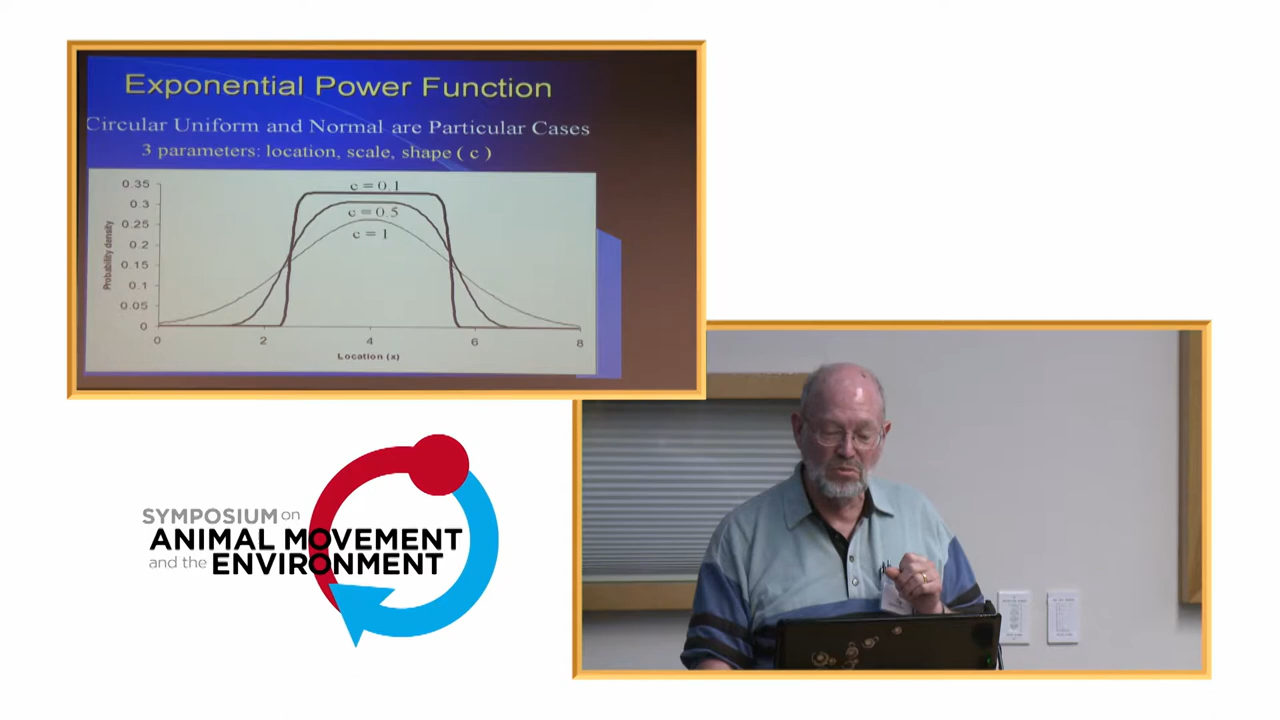 Exponential Power Function
Circular Uniform and Normal are Particular Cases
3 parameters: location, scale, shape ( c )
0.35
0.3
0.25
0.2
0.15
0.1
0.05
0
Probability density
c = 0.1
c = 0.5
c = 1
0
2
4
6
8
Location (x)
SYMPOSIUM on
ANIMAL MOVEMENT
and the ENVIRONMENT